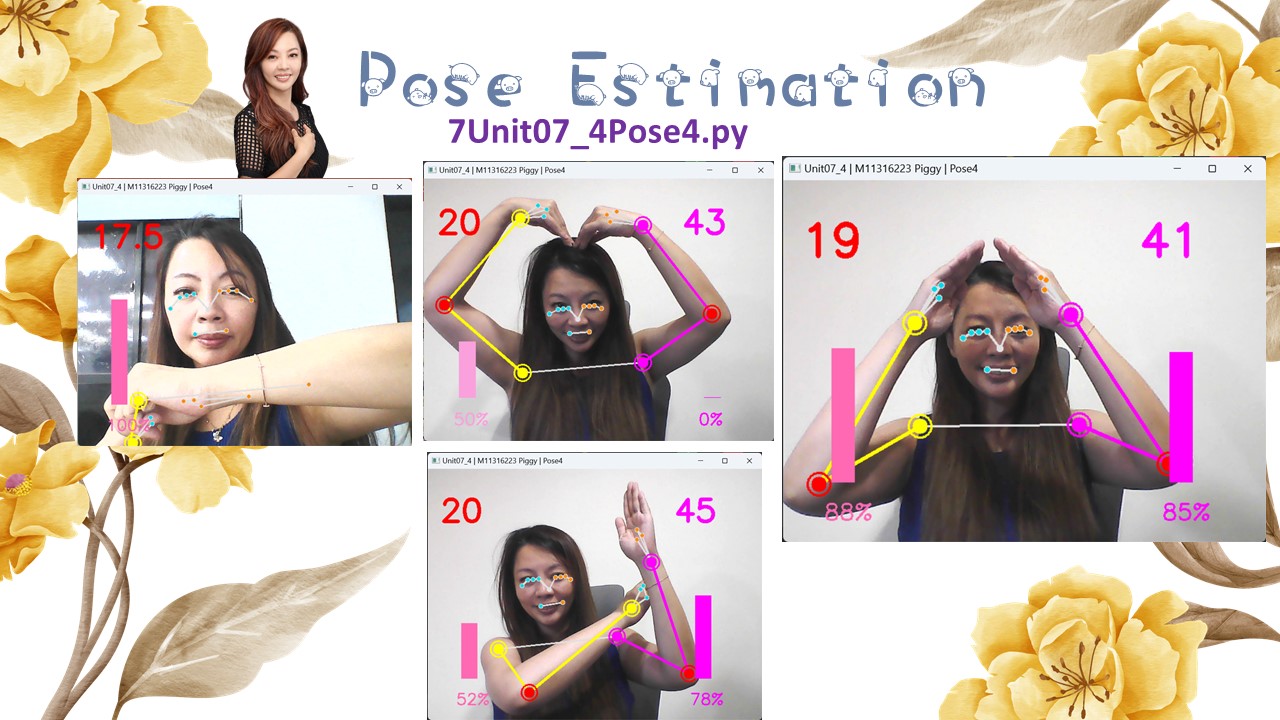 Pose Estimation
7Unit07_4Pose4.py
Unit07_4 | M11316223 Piggy | Pose4
17.5
100%
Unit07_4 | M11316223 Piggy | Pose4
20
43
50%
0%
Unit07_4 | M11316223 Piggy | Pose4
19
41
88%
85%
Unit07_4 | M11316223 Piggy | Pose4
20
45
52%
78%